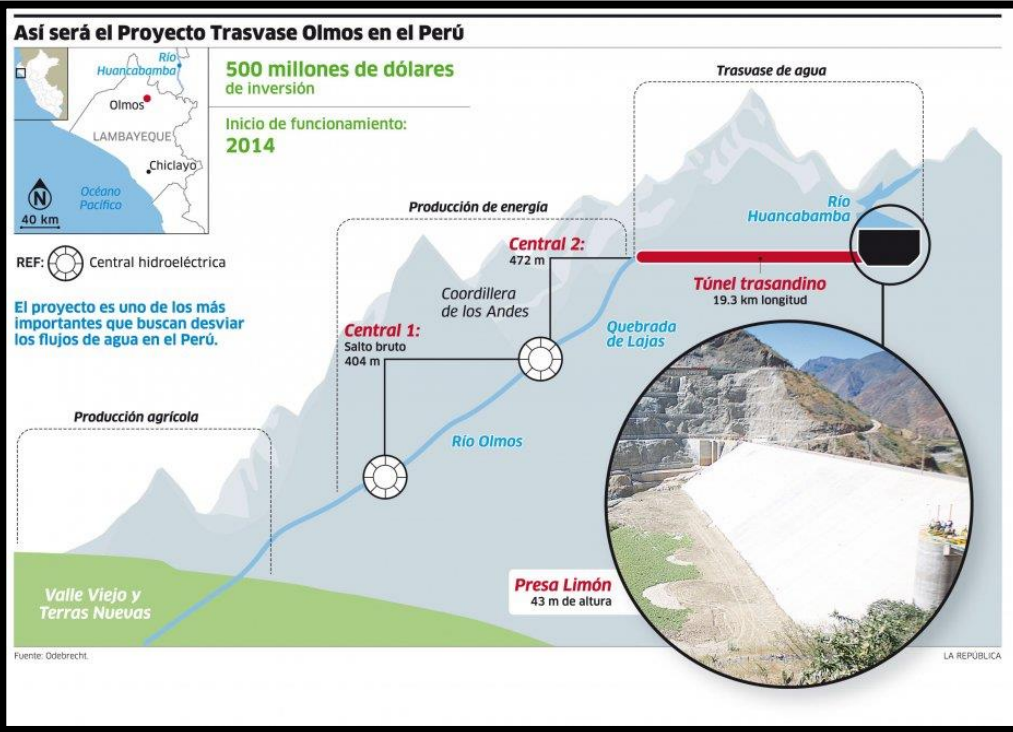 Así será el Proyecto Trasvase Olmos en el Perú
Río
Huancabamba
Olmos
LAMBAYEQUE
Chiclayo
Océano
Pacífico
N
40 km
500 millones de dólares
de inversión
Inicio de funcionamiento:
2014
REF:
Central hidroeléctrica
El proyecto es uno de los más
importantes que buscan desviar
los flujos de agua en el Perú.
Trasvase de agua
Río
Huancabamba
Producción de energía
Central 2:
472 m
Túnel trasandino
19.3 km longitud
Coordillera
de los Andes
Central 1:
Salto bruto
404 m
Quebrada
de Lajas
Producción agrícola
Río Olmos
Presa Limón
43 m de altura
Valle Viejo y
Terras Nuevas
Fuente: Odebrecht.
LA REPÚBLICA